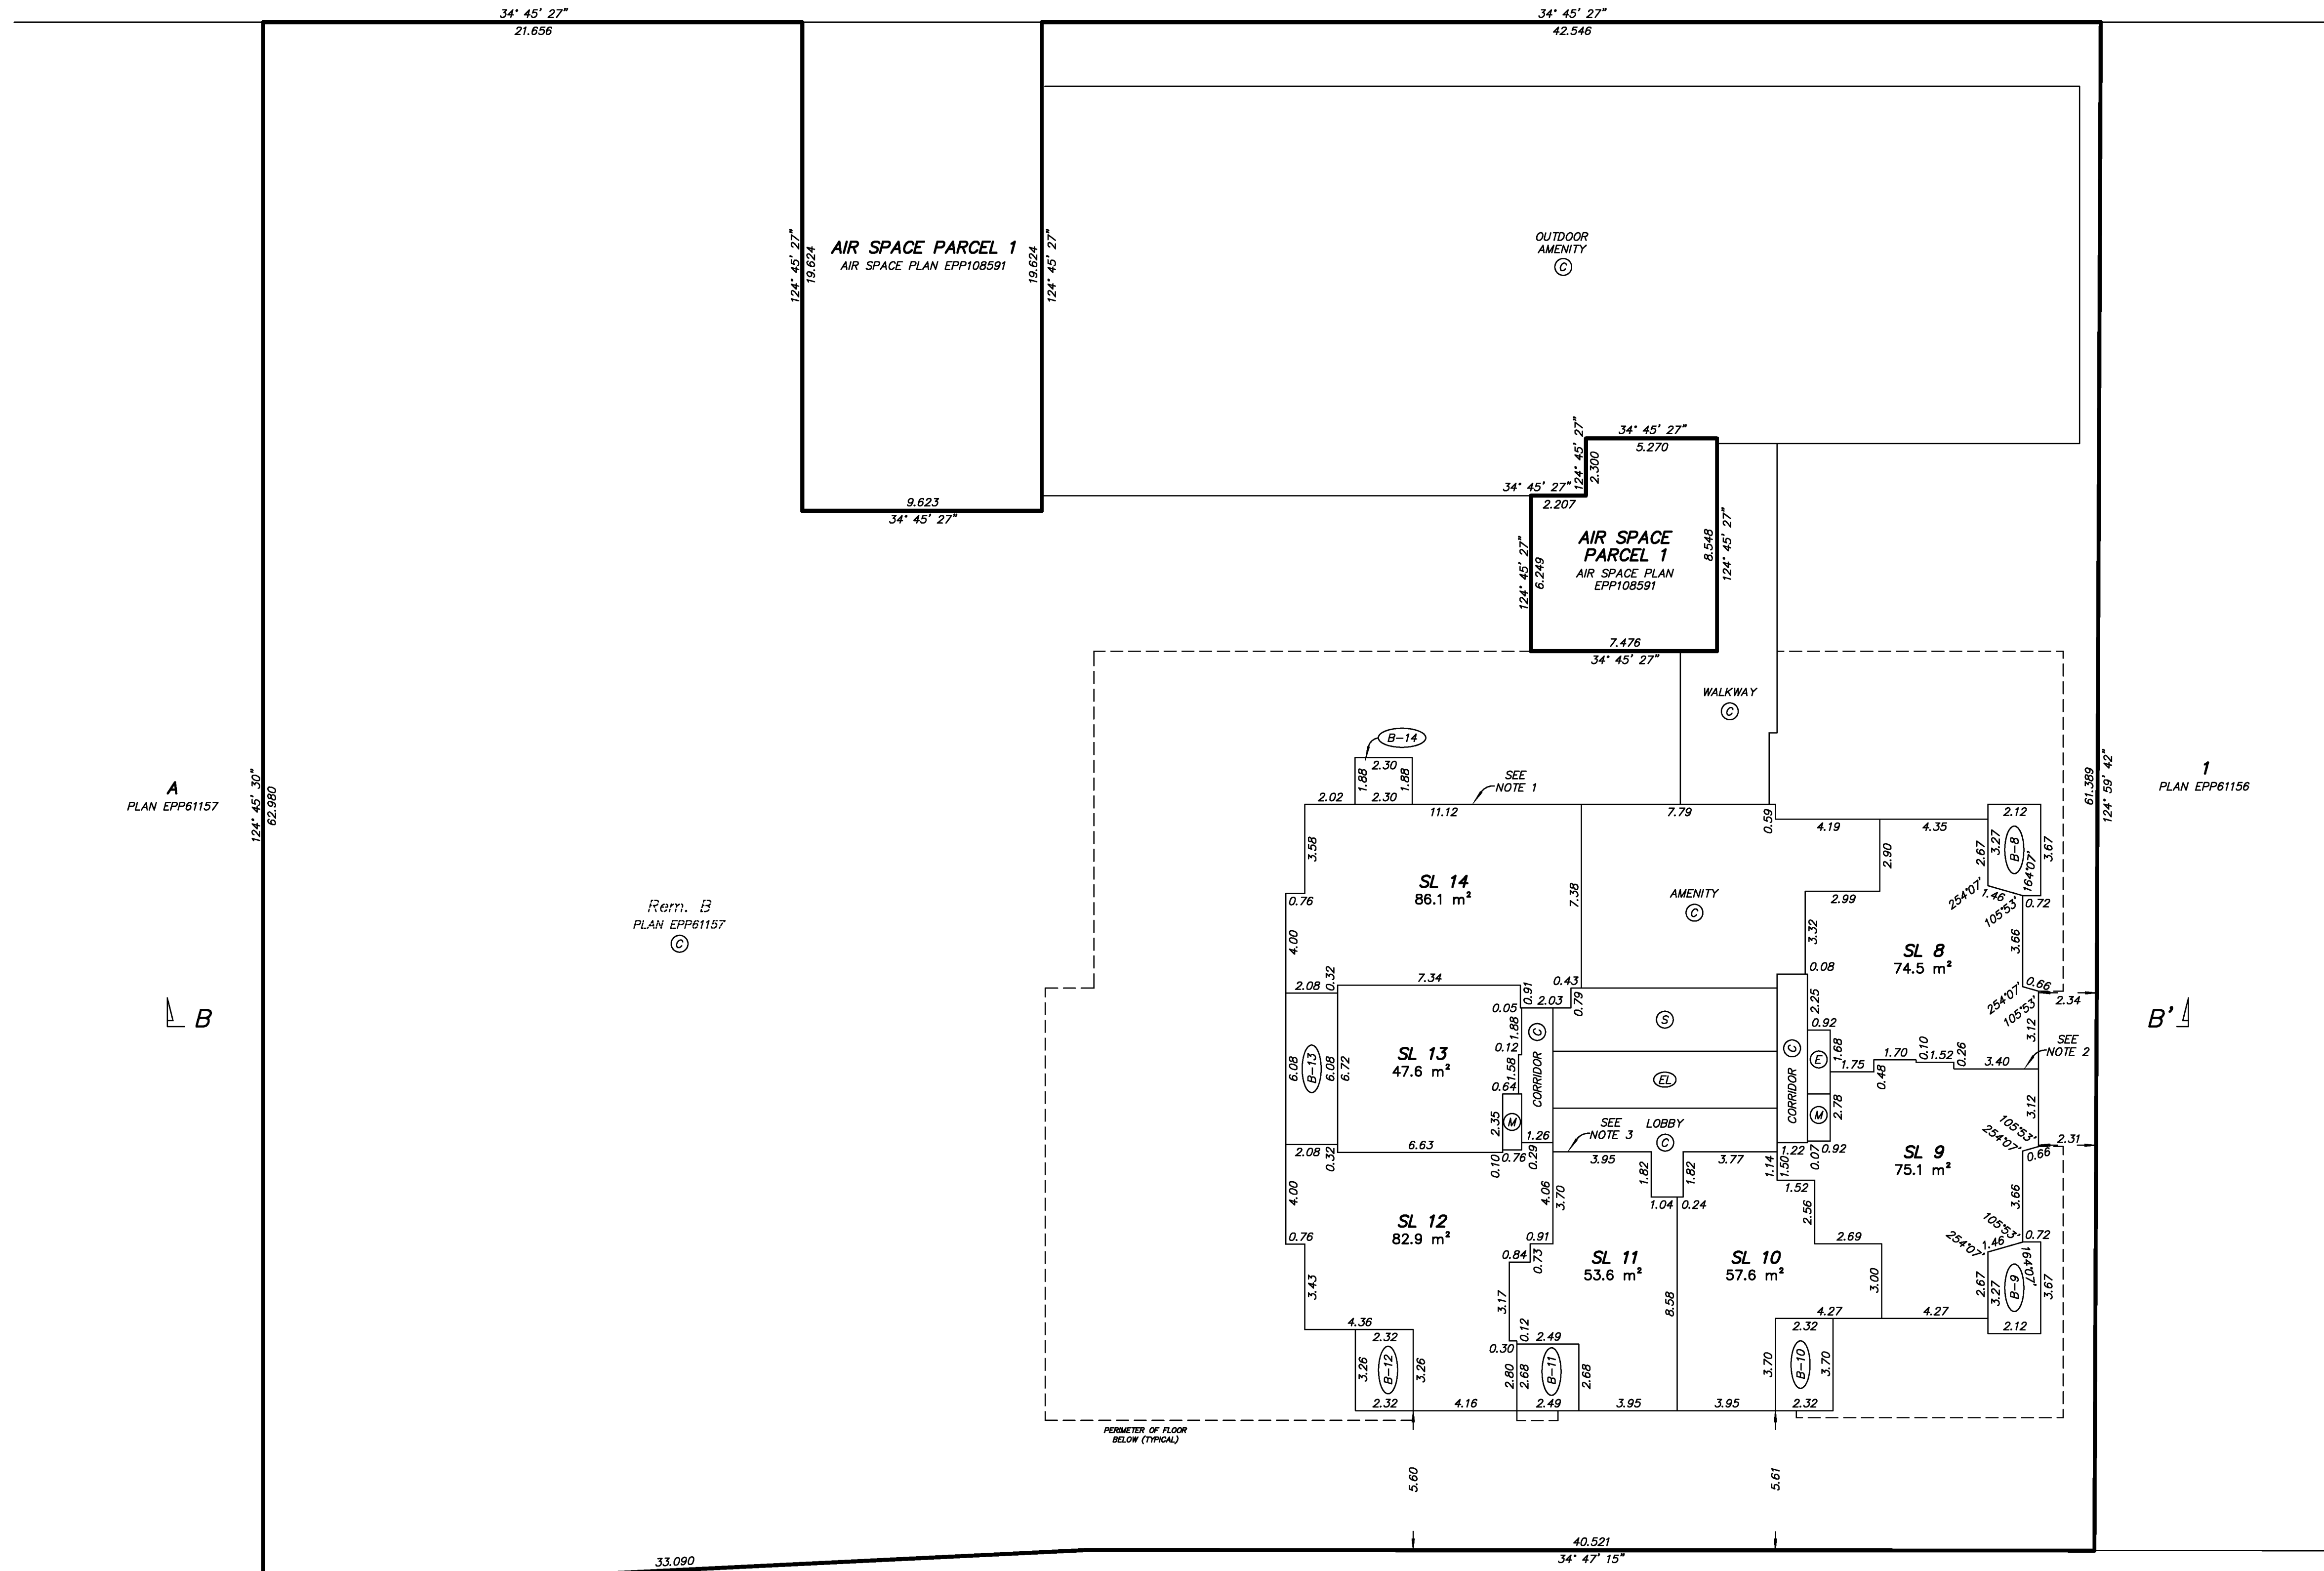 34° 45' 27"
21.656
34° 45' 27"
42.546
124° 45' 27"
19.624
AIR SPACE PARCEL 1
AIR SPACE PLAN EPP108591
19.624
124° 45' 27"
OUTDOOR
AMENITY
C
9.623
34° 45' 27"
34° 45' 27"
5.270
124° 45' 27"
2.300
34° 45' 27"
2.207
124° 45' 27"
6.249
AIR SPACE
PARCEL 1
AIR SPACE PLAN
EPP108591
8.548
124° 45' 27"
7.476
34° 45' 27"
WALKWAY
C
A
PLAN EPP61157
124° 45' 30"
62.980
61.389
124° 59' 42"
1
PLAN EPP61156
Rem. B
PLAN EPP61157
C
B
B'
B-14
2.30
1.88
1.88
2.02
2.30
11.12
SEE
NOTE 1
7.79
0.59
4.19
4.35
2.12
3.58
SL 14
86.1 m²
7.38
AMENITY
C
2.90
2.99
3.32
0.08
2.67
3.27
B-8
3.67
164°07'
254°07'
1.46
105°53'
0.72
SL 8
74.5 m²
3.66
0.66
254°07'
105°53'
2.34
3.12
SEE
NOTE 2
0.76
4.00
2.08
0.32
7.34
0.91
0.43
2.03
0.79
0.05
1.88
0.12
1.58
0.64
C
CORRIDOR
S
EL
C
CORRIDOR
2.25
0.92
E
1.68
1.75
0.48
1.70
0.10
1.52
0.26
3.40
3.12
6.08
B-13
6.08
6.72
SL 13
47.6 m²
2.35
M
1.26
SEE
NOTE 3
LOBBY
C
M
2.78
0.92
1.22
0.07
105°53'
254°07'
0.66
2.31
2.08
0.32
6.63
0.10
0.76
0.29
3.95
1.82
1.82
3.77
1.14
1.50
1.52
SL 9
75.1 m²
3.66
4.00
0.76
4.06
3.70
1.04
0.24
2.56
2.69
SL 12
82.9 m²
0.91
0.84
0.73
SL 11
53.6 m²
SL 10
57.6 m²
3.00
105°53'
254°07'
1.46
0.72
164°07'
2.67
3.27
B-9
3.67
2.12
3.43
4.36
2.32
3.26
B-12
3.26
2.32
3.17
0.12
0.30
2.49
2.80
2.68
B-11
2.68
8.58
4.27
4.27
2.32
3.70
B-10
3.70
4.16
2.49
3.95
3.95
2.32
PERIMETER OF FLOOR
BELOW (TYPICAL)
5.60
5.61
33.090
40.521
34° 47' 15"